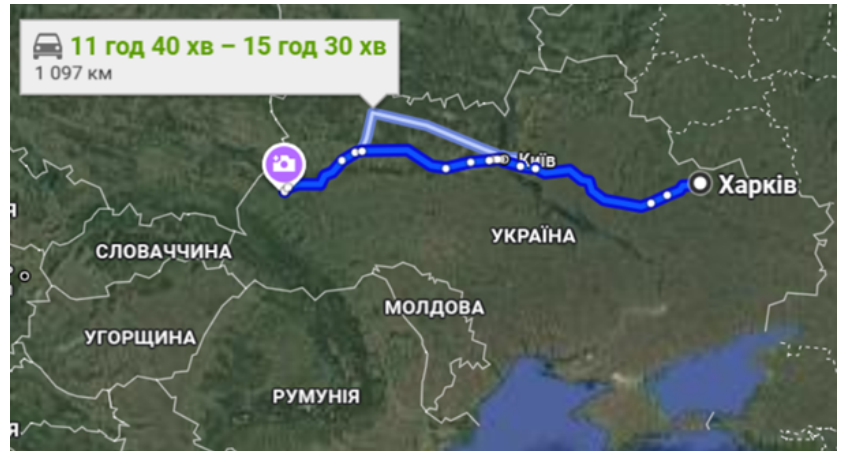 11 год 40 хв – 15 год 30 хв
1 097 км
Київ
Харків
УКРАЇНА
СЛОВАЧЧИНА
МОЛДОВА
УГОРЩИНА
РУМУНІЯ